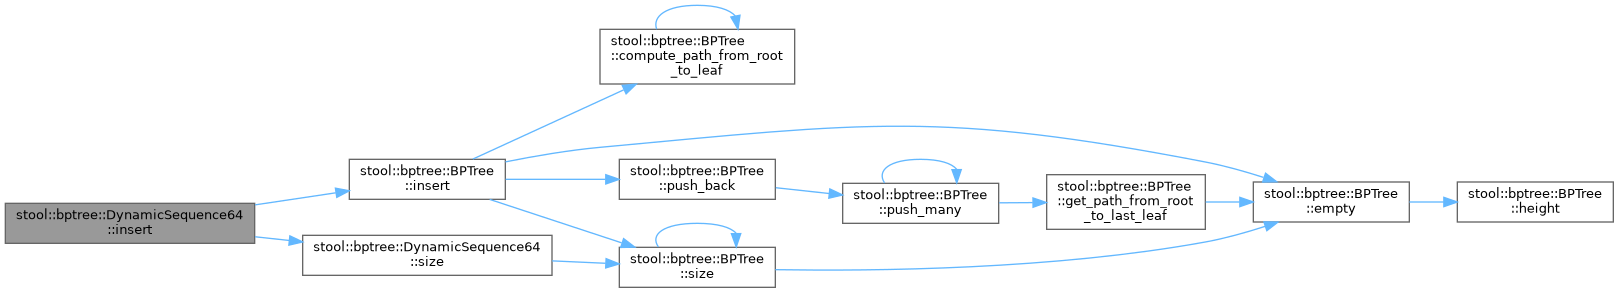 stool::bptree::BPTree
::compute_path_from_root
_to_leaf
stool::bptree::DynamicSequence64
::insert
stool::bptree::BPTree
::insert
stool::bptree::DynamicSequence64
::size
stool::bptree::BPTree
::push_back
stool::bptree::BPTree
::size
stool::bptree::BPTree
::push_many
stool::bptree::BPTree
::get_path_from_root
_to_last_leaf
stool::bptree::BPTree
::empty
stool::bptree::BPTree
::height